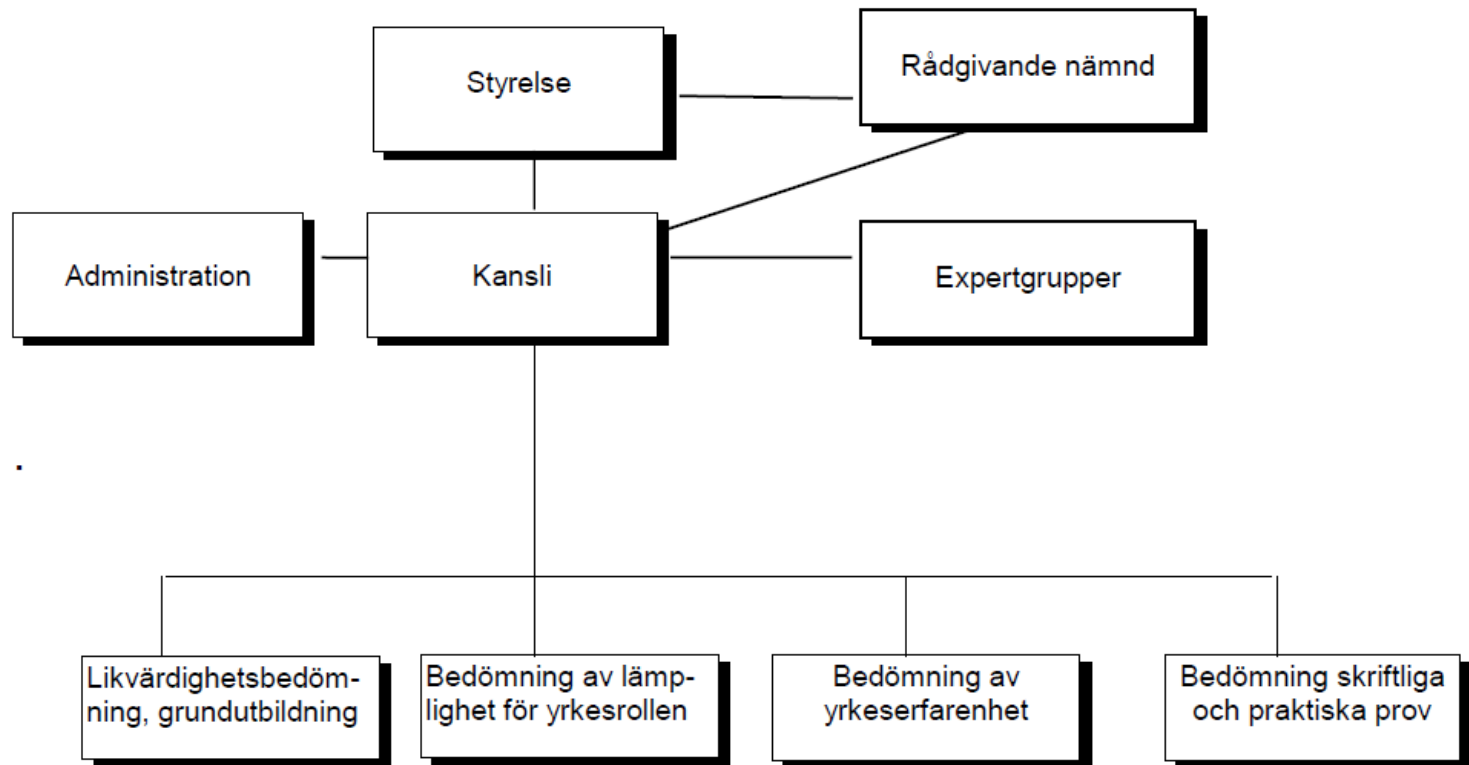 Styrelse
Rådgivande nämnd
Administration
Kansli
Expertgrupper
.
Likvärdighetsbedöm-
ning, grundutbildning
Bedömning av lämp-
lighet för yrkesrollen
Bedömning av
yrkeserfarenhet
Bedömning skriftliga
och praktiska prov